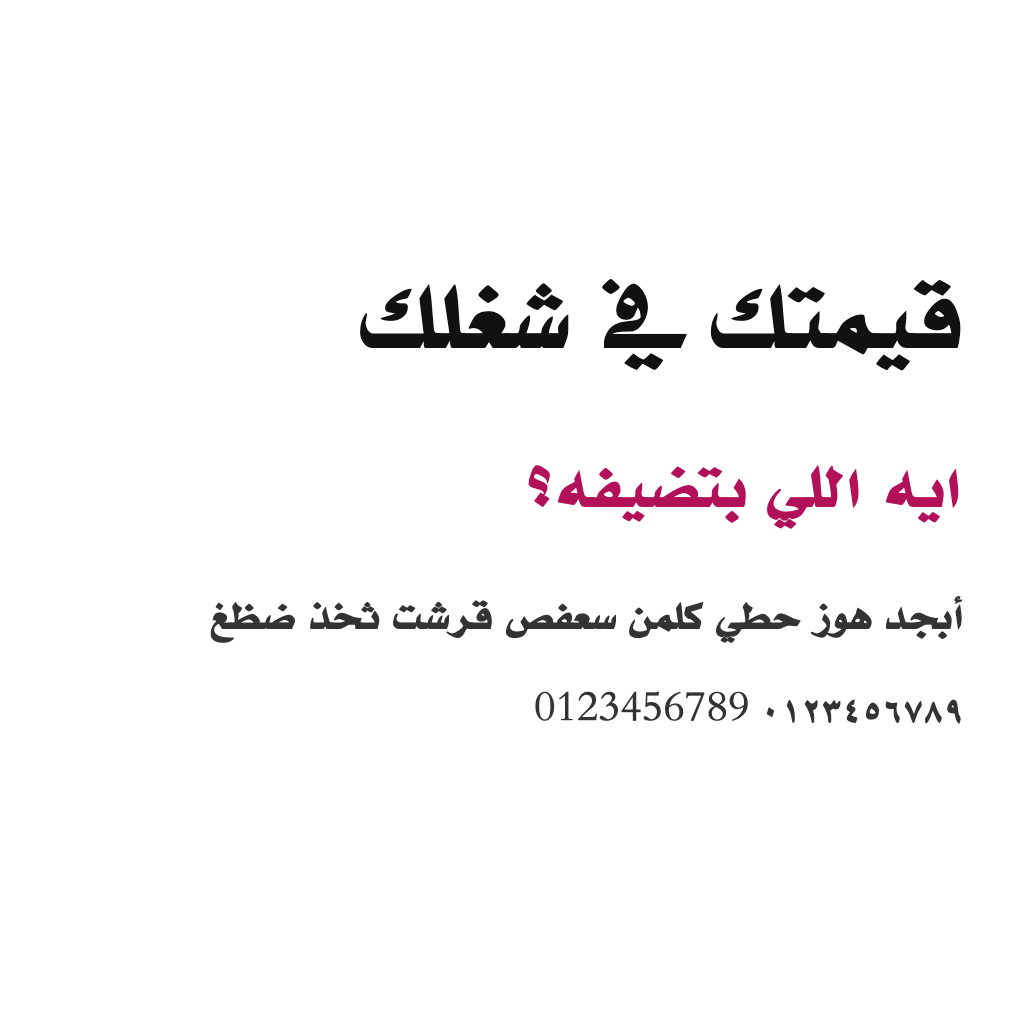 قيمتك في شغلك
ايه اللي بتضيفه؟
أبجد هوز حطي كلمن سعفص قرشت ثخذ ضظغ
٠١٢٣٤٥٦٧٨٩ 0123456789